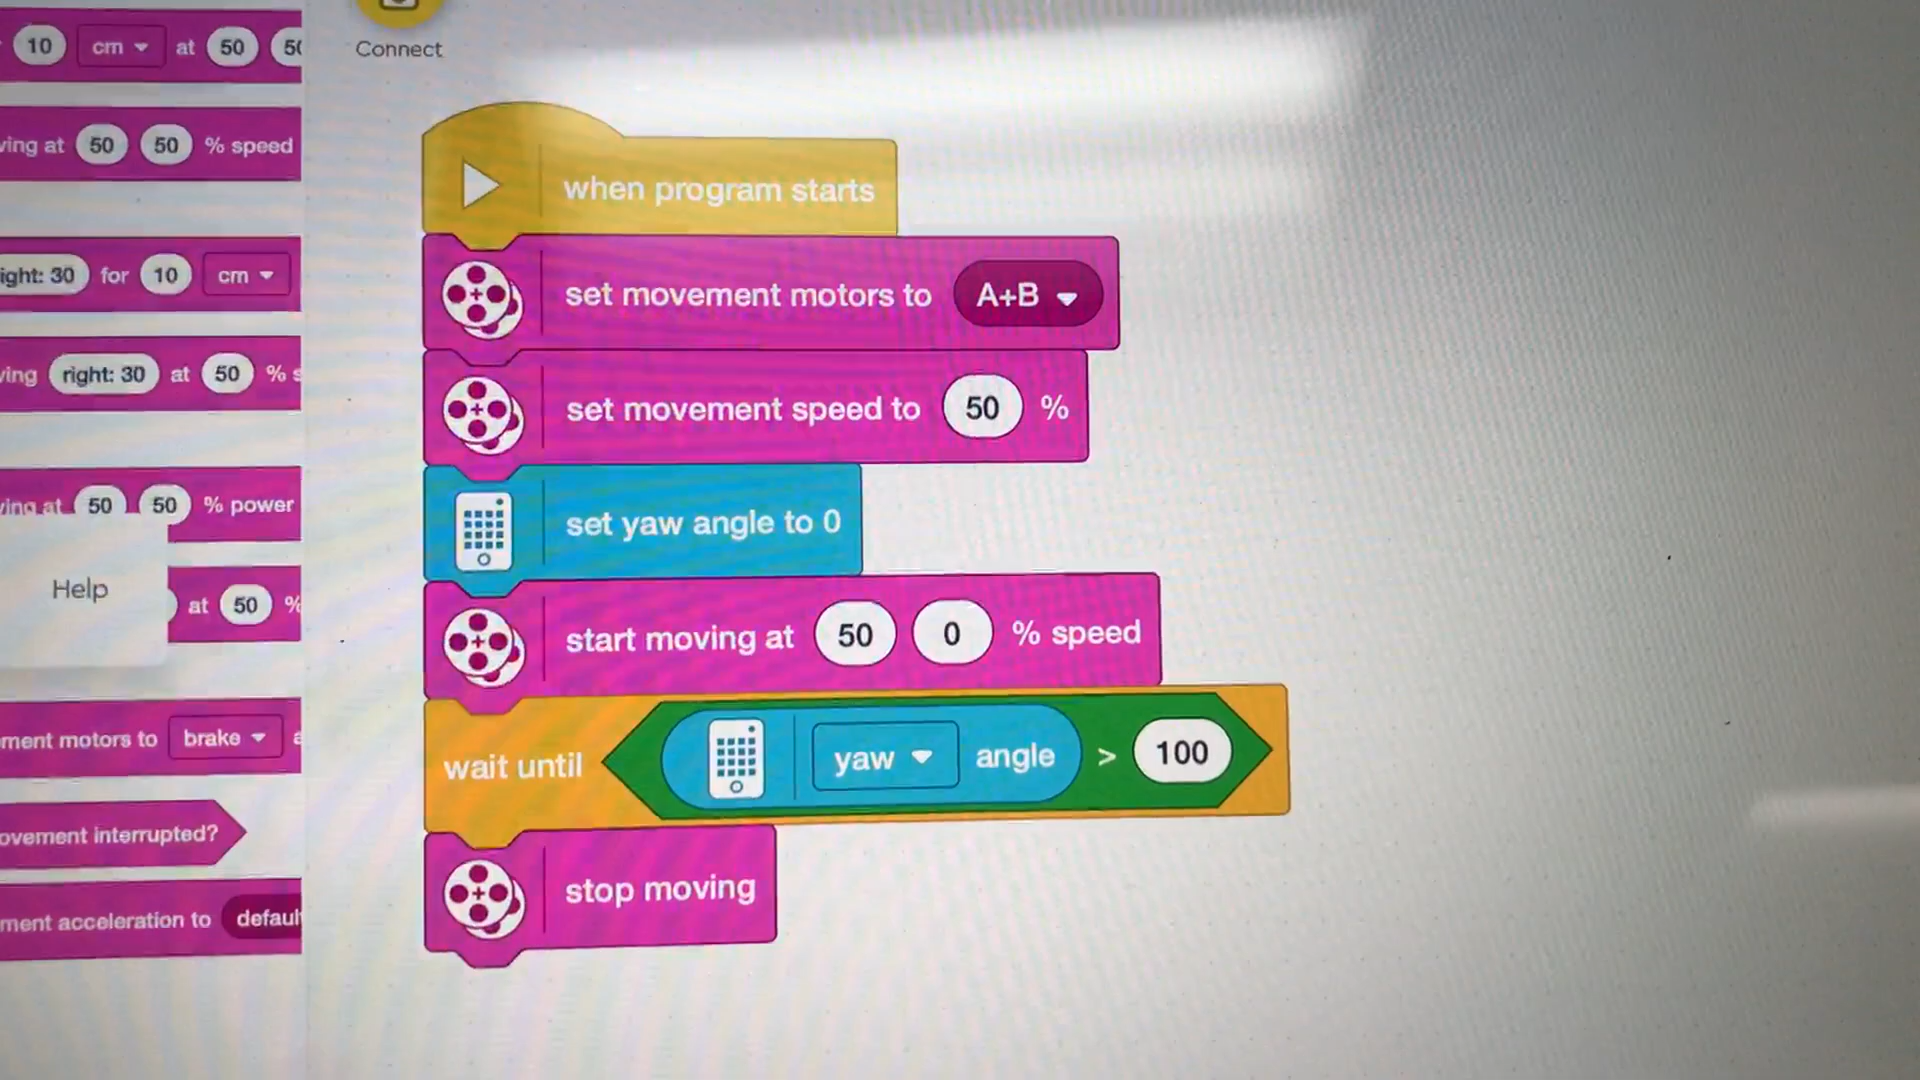 10 cm at 50
Connect
ving at 50 50 % speed
when program starts
ight: 30 for 10 cm
set movement motors to A+B
ving right: 30 at 50 % s
set movement speed to 50 %
ving at 50 50 % power
set yaw angle to 0
Help
at 50 %
start moving at 50 0 % speed
ment motors to brake
wait until yaw angle > 100
ovement interrupted?
stop moving
ment acceleration to defaul